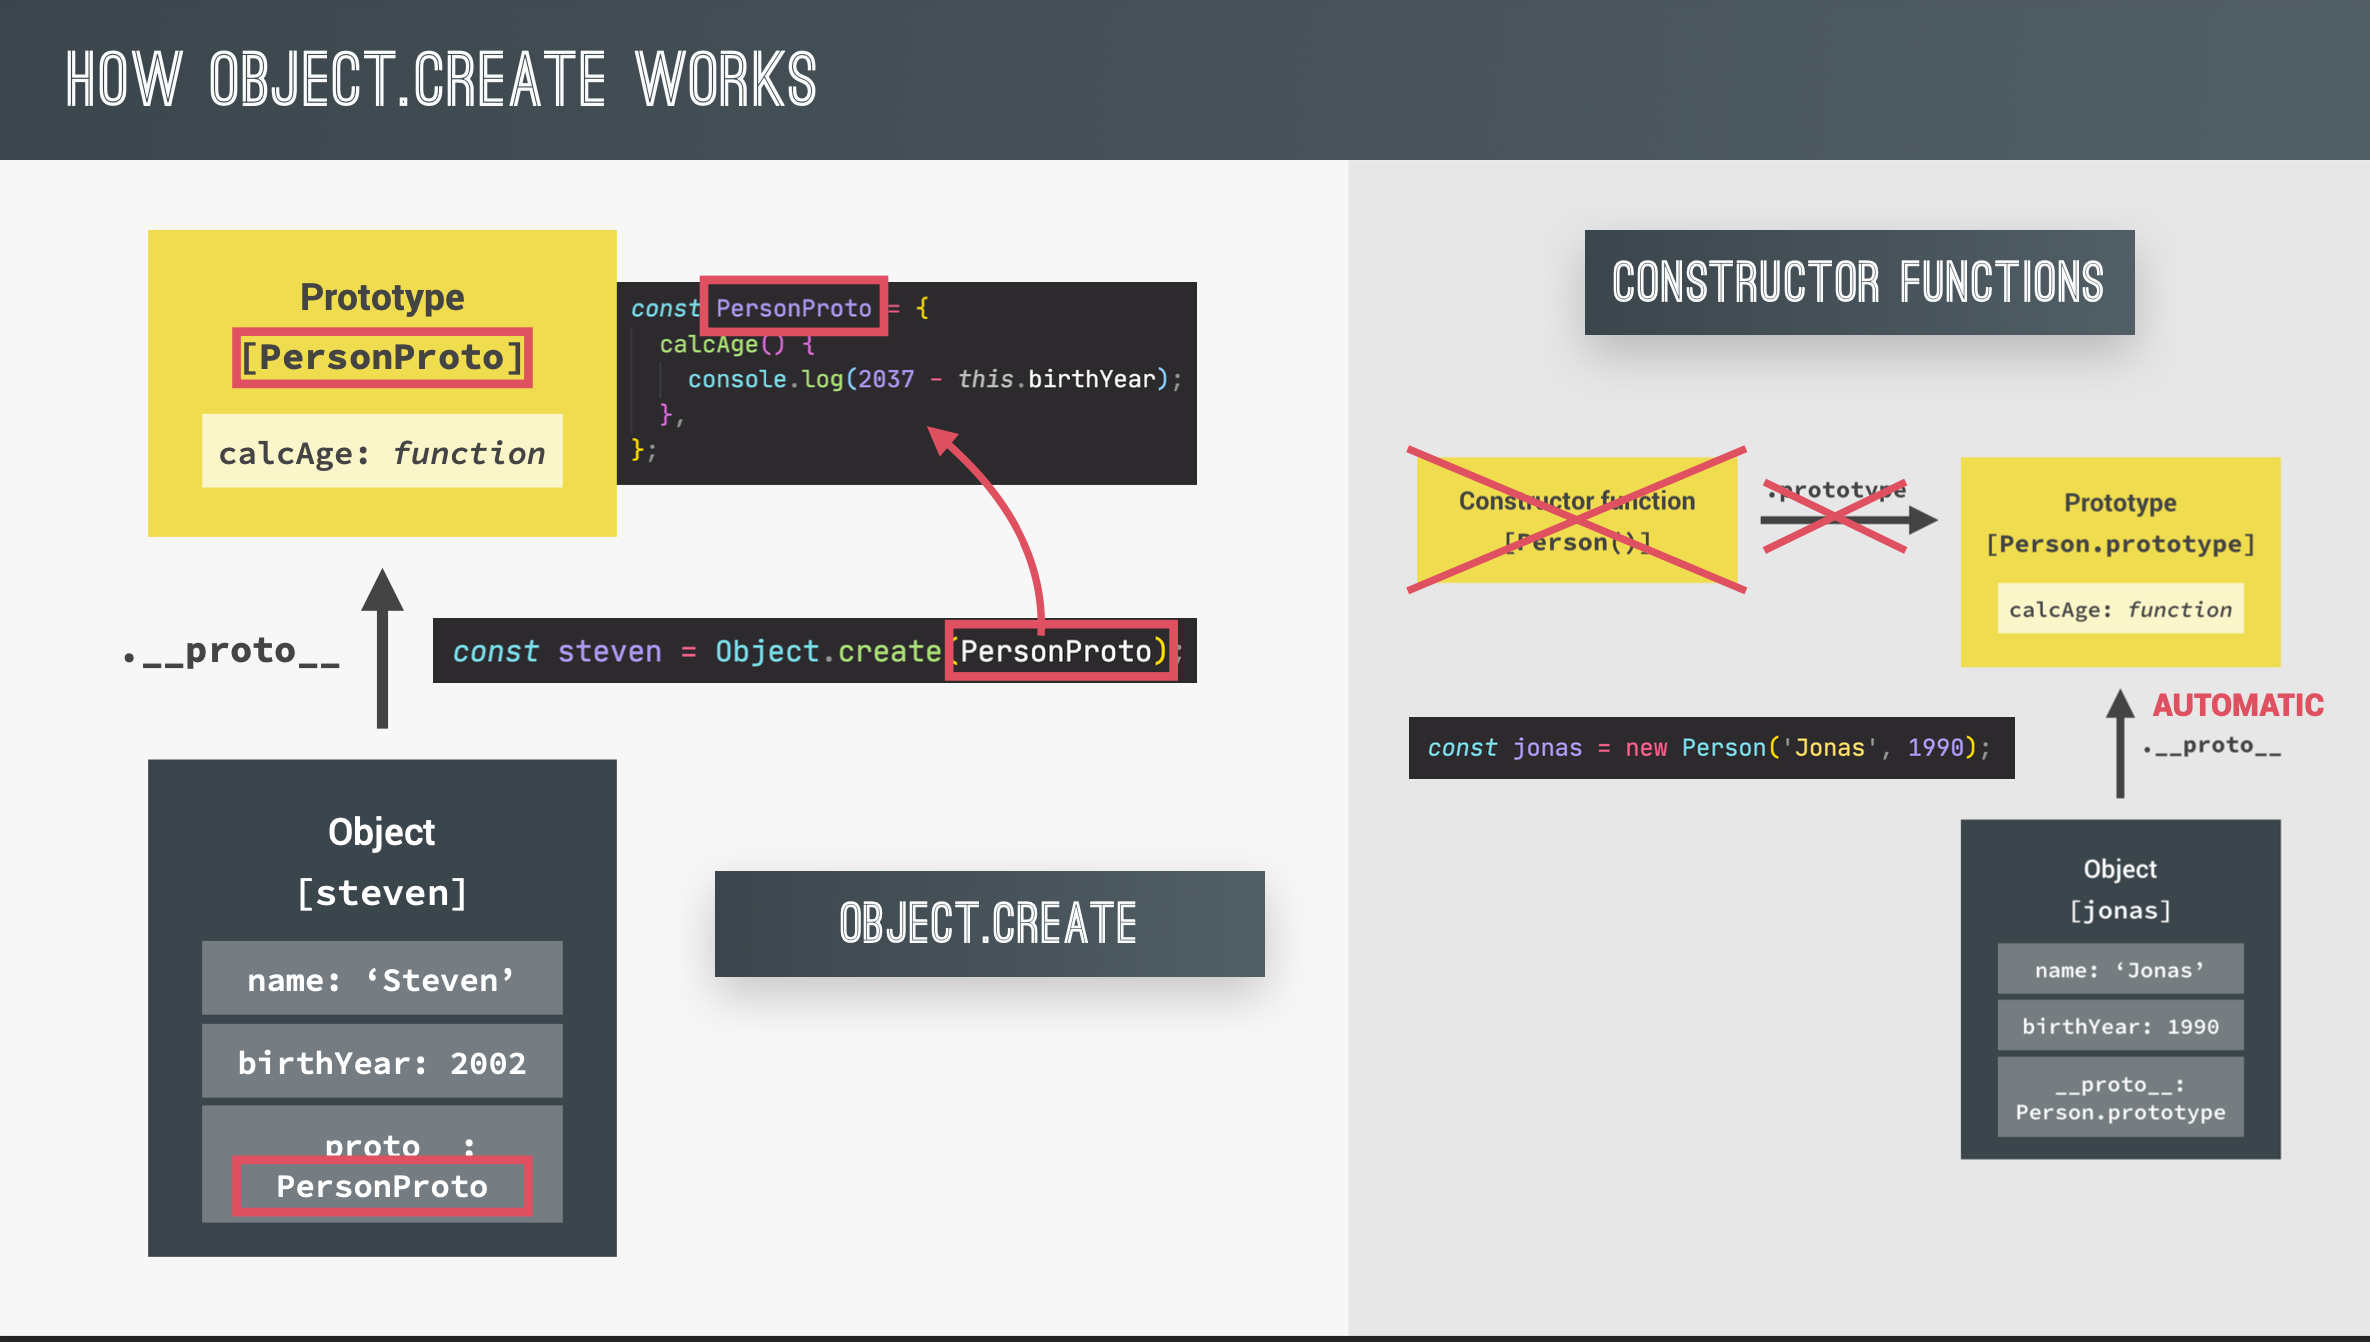 HOW OBJECT.CREATE WORKS
Prototype
[PersonProto]
calcAge: function
const PersonProto = {
calcAge() {
console.log(2037 - this.birthYear);
},
};
.__proto__
const steven = Object.create(PersonProto);
Object
[steven]
name: ‘Steven’
birthYear: 2002
__proto__:
PersonProto
OBJECT.CREATE
CONSTRUCTOR FUNCTIONS
Constructor function
[Person()]
.prototype
Prototype
[Person.prototype]
calcAge: function
const jonas = new Person('Jonas', 1990);
AUTOMATIC
.__proto__
Object
[jonas]
name: ‘Jonas’
birthYear: 1990
__proto__:
Person.prototype